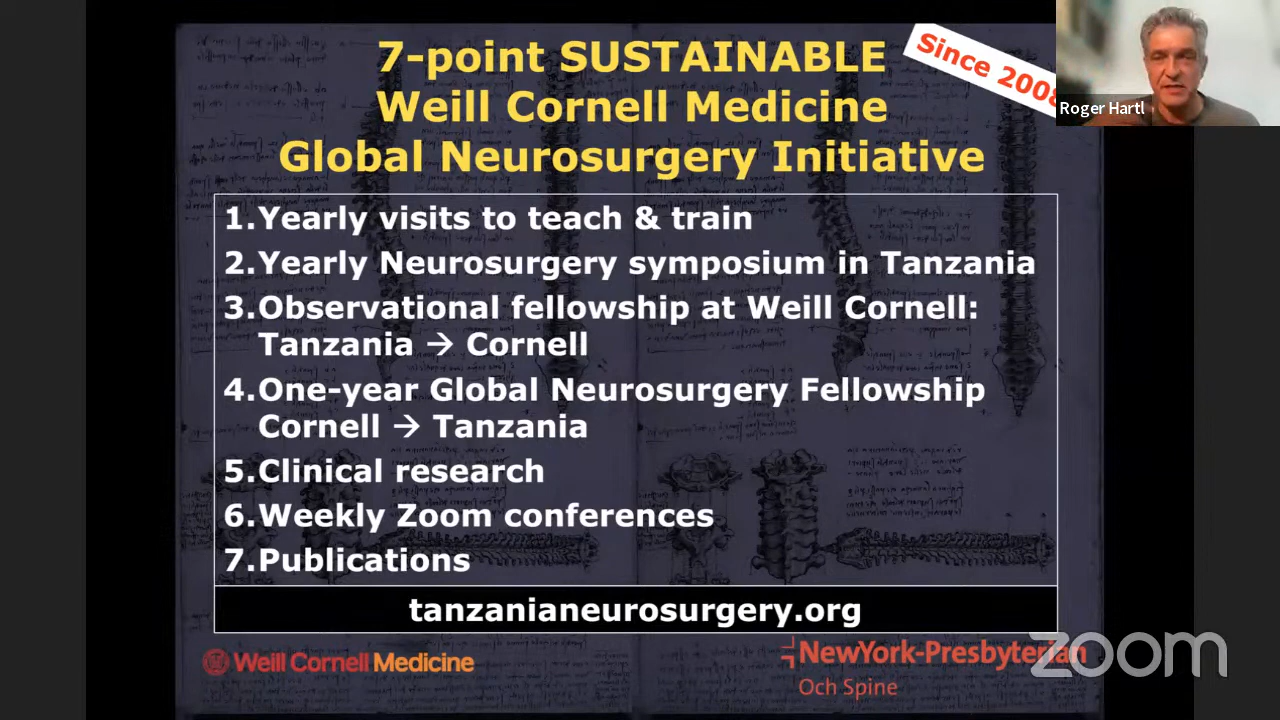 7-point SUSTAINABLE
Weill Cornell Medicine
Global Neurosurgery Initiative
Since 2008
Roger Hartl
1. Yearly visits to teach & train
2. Yearly Neurosurgery symposium in Tanzania
3. Observational fellowship at Weill Cornell:
Tanzania → Cornell
4. One-year Global Neurosurgery Fellowship
Cornell → Tanzania
5. Clinical research
6. Weekly Zoom conferences
7. Publications
tanzanianeurosurgery.org
Weill Cornell Medicine
NewYork-Presbyterian
Och Spine
zoom